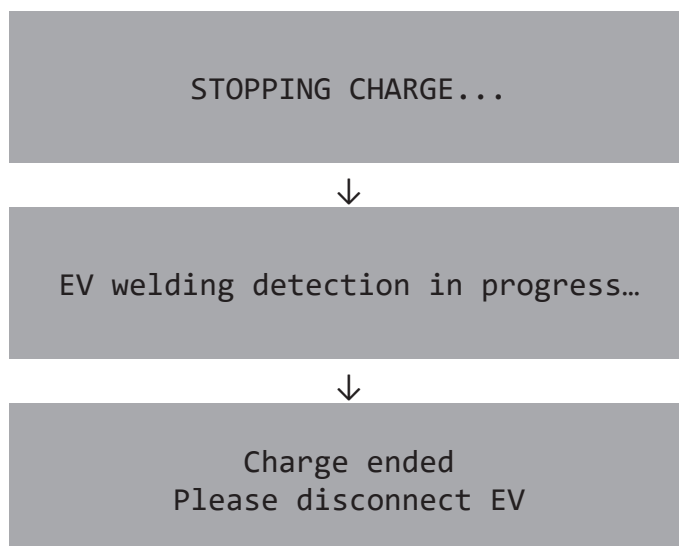 STOPPING CHARGE...
↓
EV welding detection in progress…
↓
Charge ended
Please disconnect EV